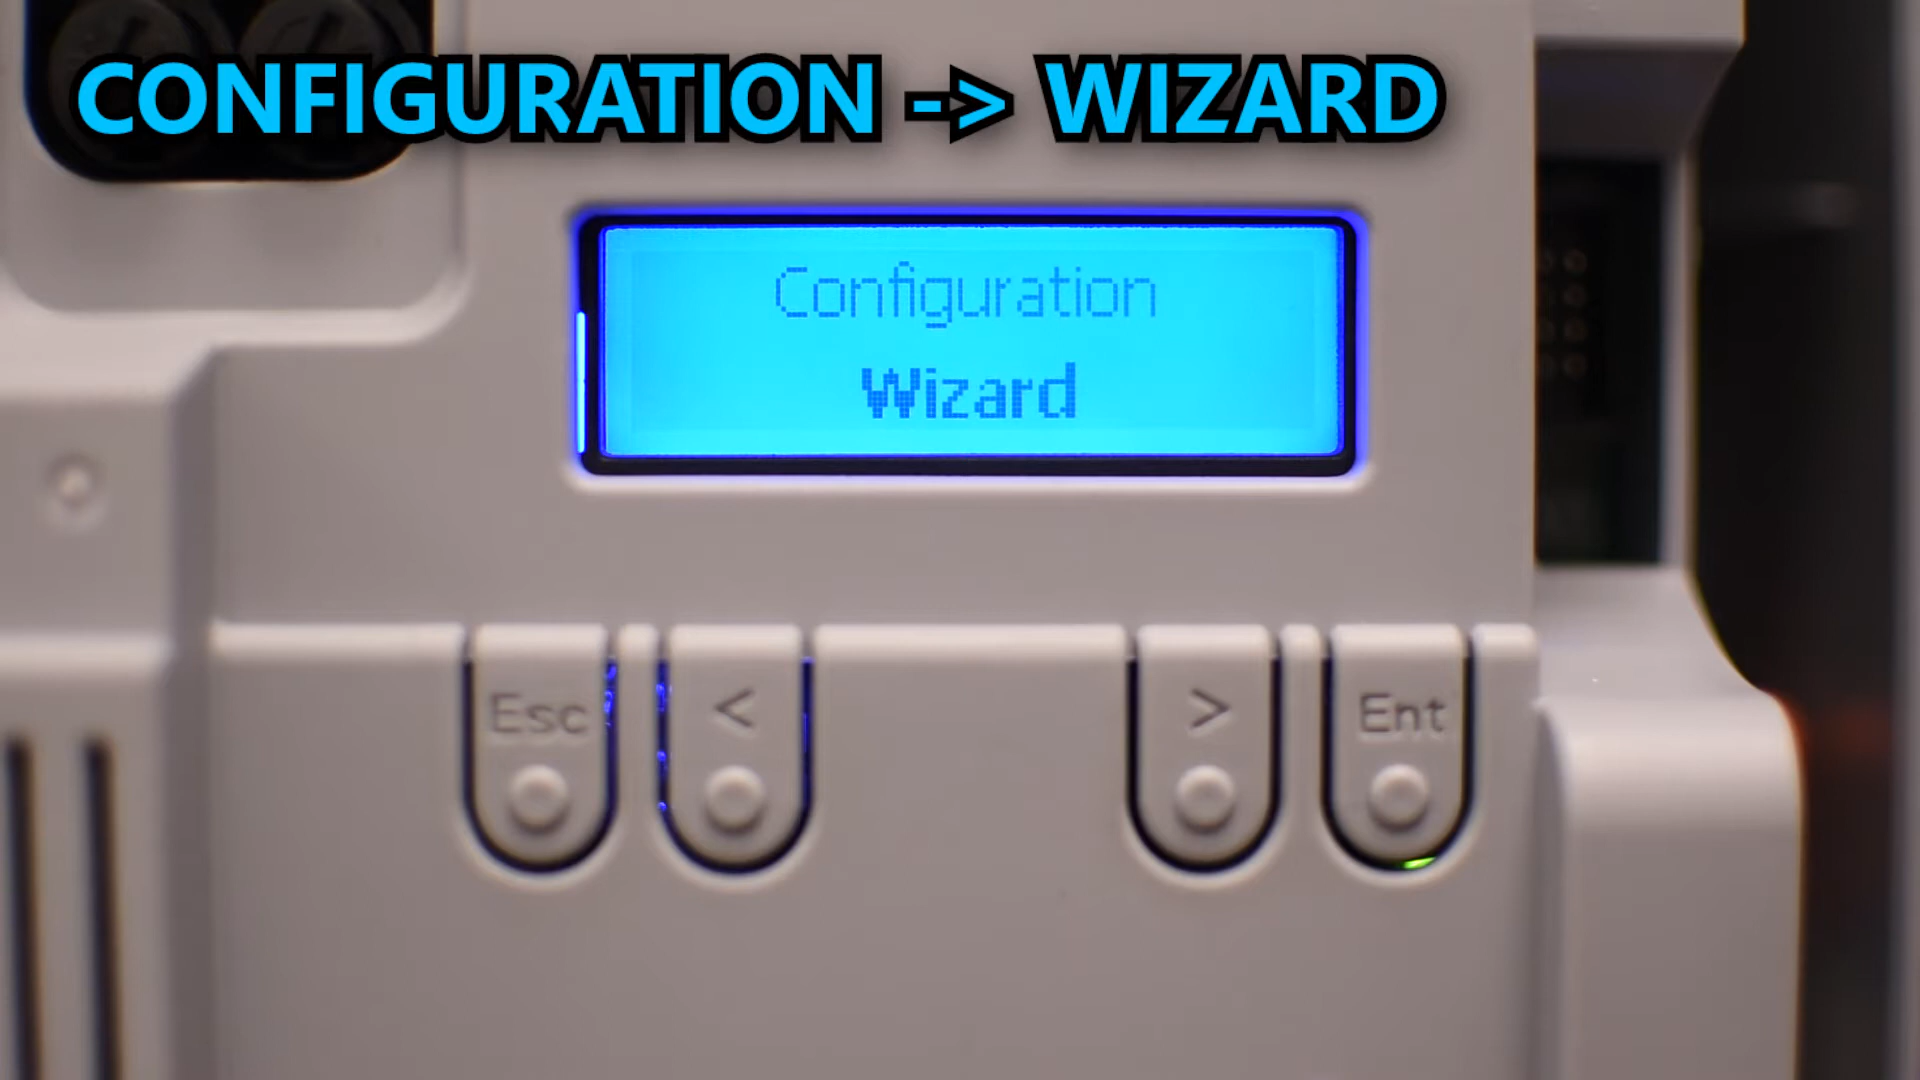 CONFIGURATION -> WIZARD
Configuration
Wizard
Esc
<
>
Ent